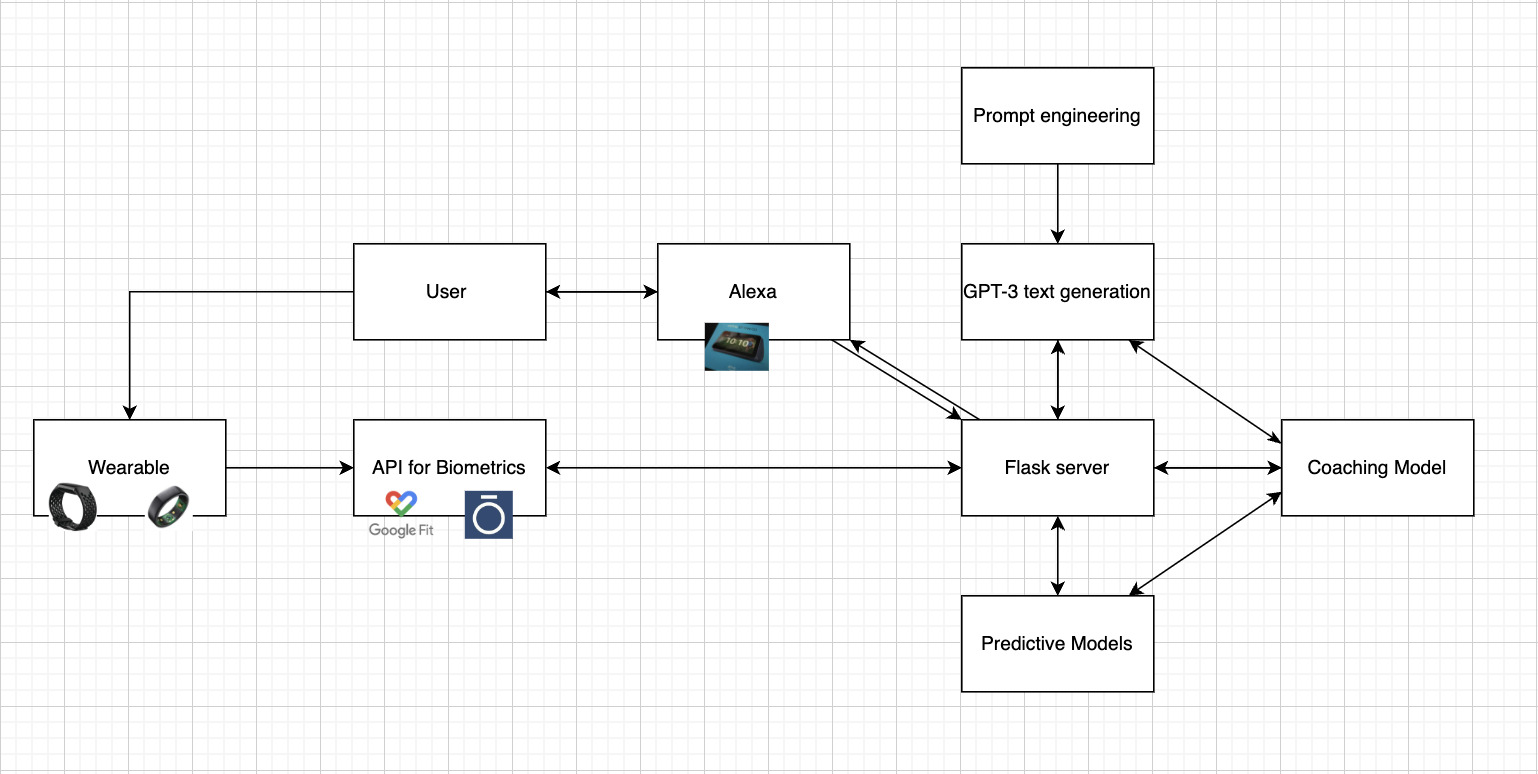 Prompt engineering
User
Alexa
GPT-3 text generation
10:10
Wearable
API for Biometrics
Flask server
Coaching Model
Google Fit
Predictive Models